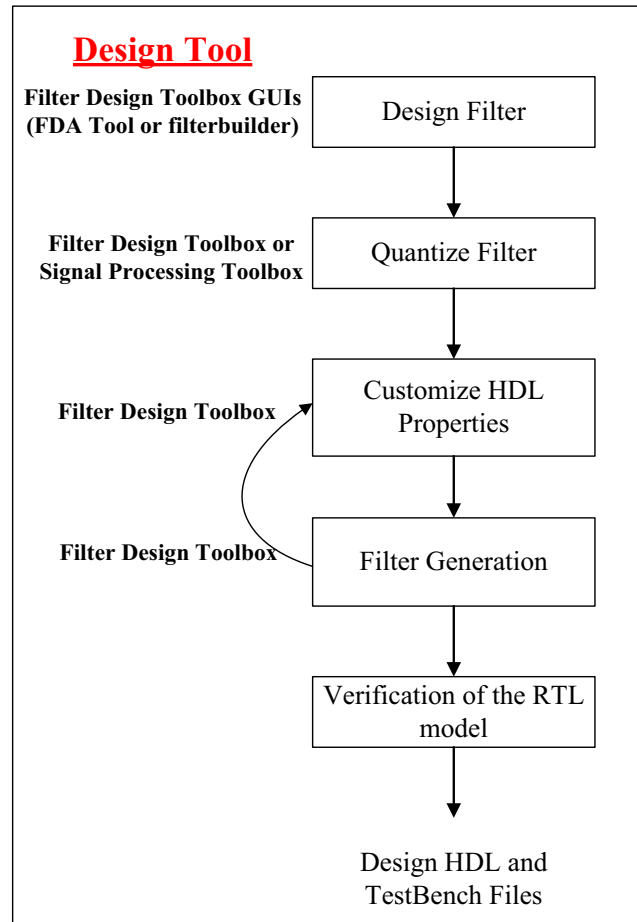 Design Tool
Filter Design Toolbox GUIs
(FDA Tool or filterbuilder)
Design Filter
Filter Design Toolbox or
Signal Processing Toolbox
Quantize Filter
Filter Design Toolbox
Customize HDL
Properties
Filter Design Toolbox
Filter Generation
Verification of the RTL
model
Design HDL and
TestBench Files